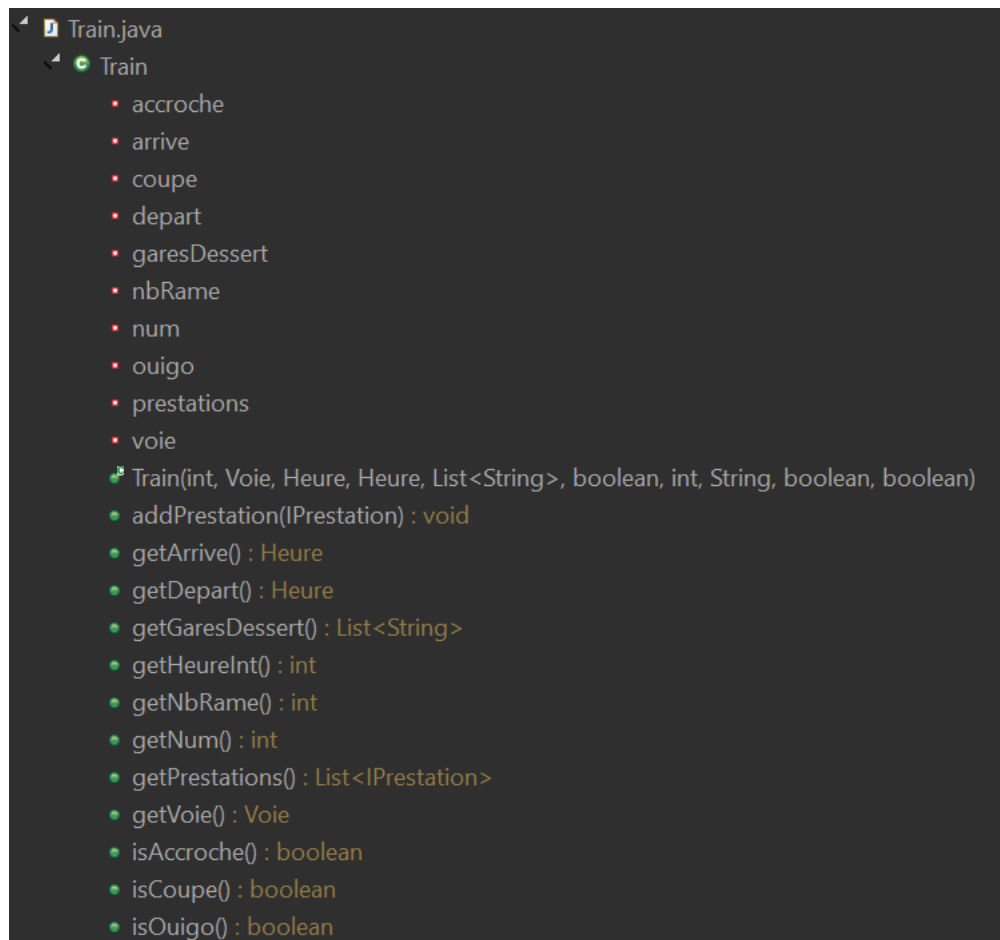 Train.java
Train
accroche
arrive
coupe
depart
garesDessert
nbRame
num
ouigo
prestations
voie
Train(int, Voie, Heure, Heure, List<String>, boolean, int, String, boolean, boolean)
addPrestation(IPrestation) : void
getArrive() : Heure
getDepart() : Heure
getGaresDessert() : List<String>
getHeureInt() : int
getNbRame() : int
getNum() : int
getPrestations() : List<IPrestation>
getVoie() : Voie
isAccroche() : boolean
isCoupe() : boolean
isOuigo() : boolean